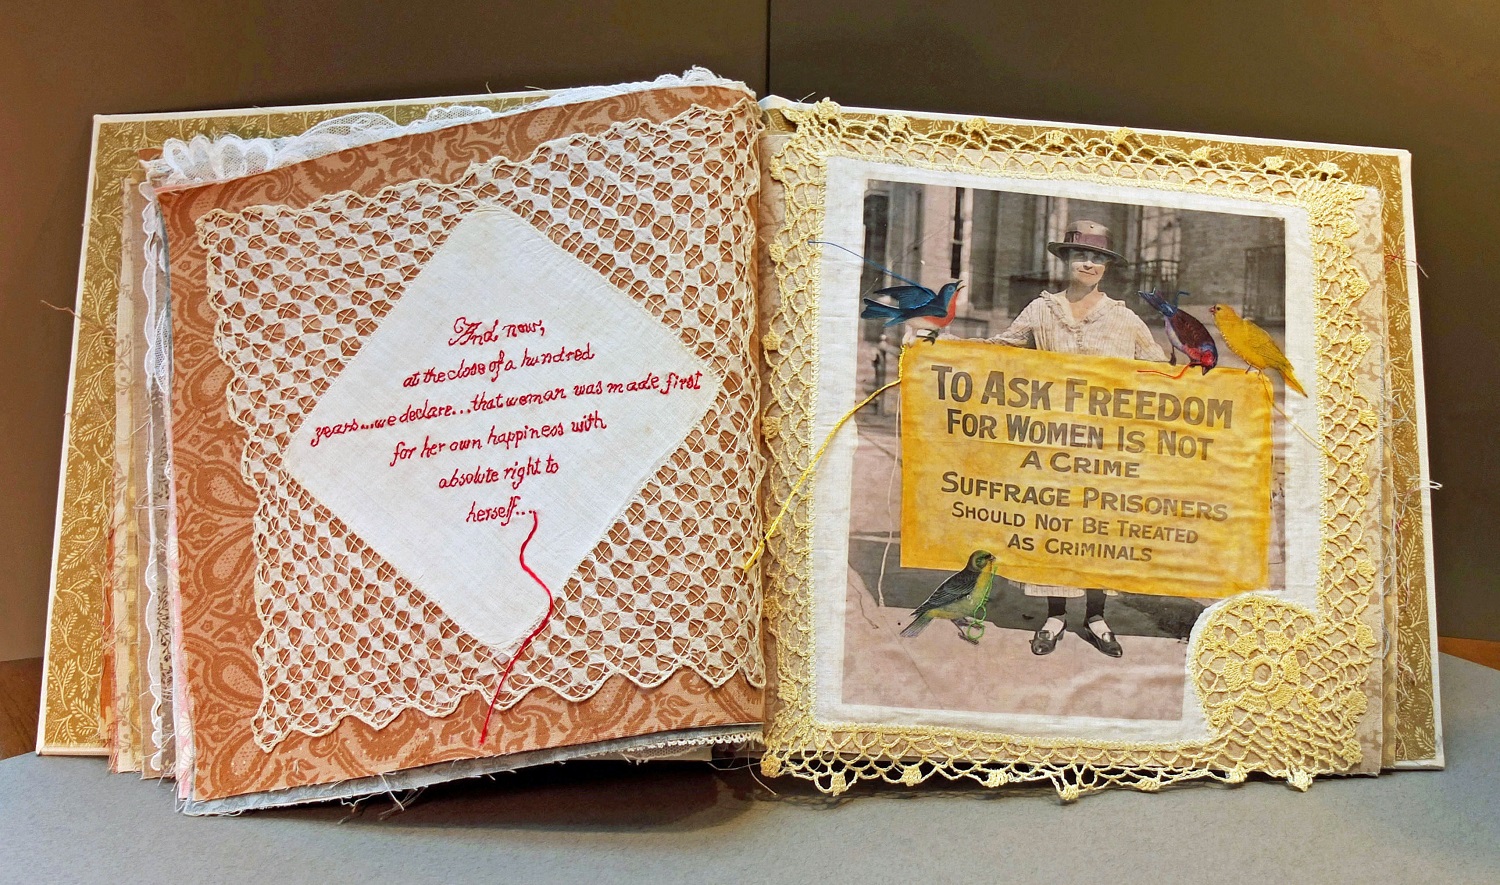 And now,
at the close of a hundred
years...we declare...that woman was made first
for her own happiness with
absolute right to
herself...
TO ASK FREEDOM
FOR WOMEN IS NOT
A CRIME
SUFFRAGE PRISONERS
SHOULD NOT BE TREATED
AS CRIMINALS